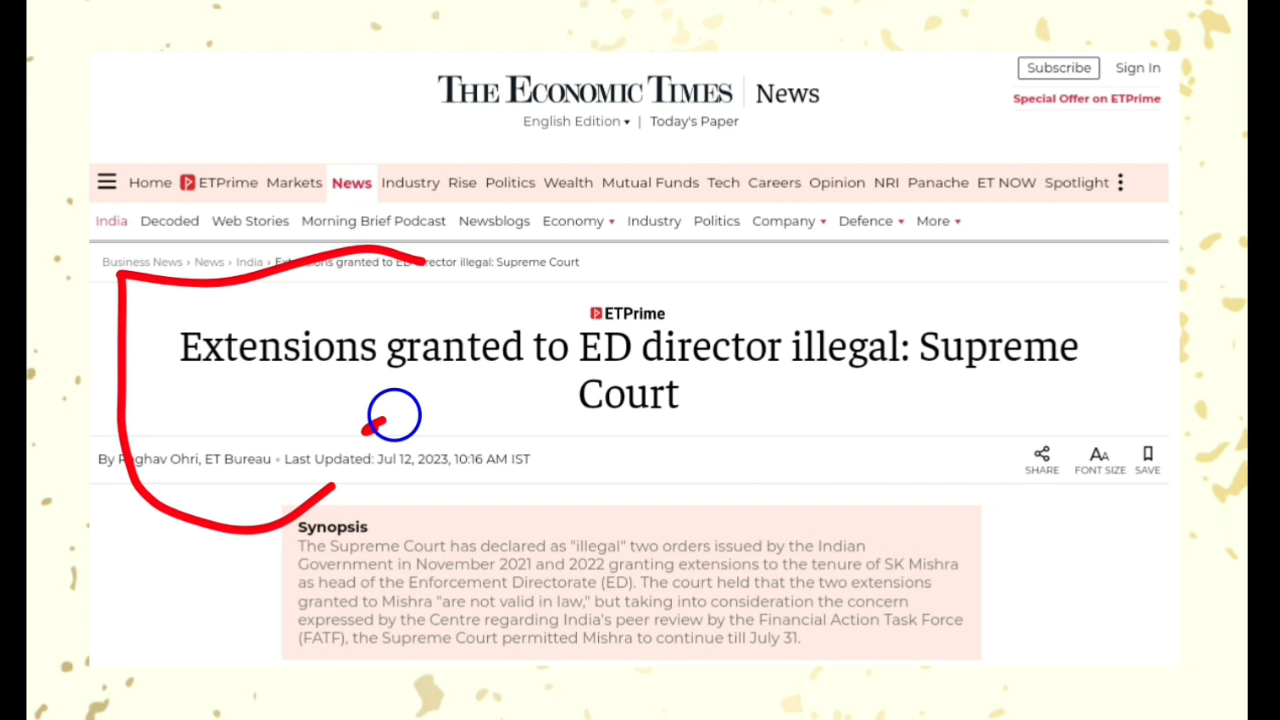 THE ECONOMIC TIMES | News
Subscribe Sign In
Special Offer on ETPrime
English Edition ▾ | Today's Paper
Home ETPrime Markets News Industry Rise Politics Wealth Mutual Funds Tech Careers Opinion NRI Panache ET NOW Spotlight
India Decoded Web Stories Morning Brief Podcast Newsblogs Economy ▾ Industry Politics Company ▾ Defence ▾ More ▾
Business News › News › India › Extensions granted to ED director illegal: Supreme Court
ETPrime
Extensions granted to ED director illegal: Supreme
Court
By Raghav Ohri, ET Bureau • Last Updated: Jul 12, 2023, 10:16 AM IST
SHARE FONT SIZE SAVE
Synopsis
The Supreme Court has declared as "illegal" two orders issued by the Indian
Government in November 2021 and 2022 granting extensions to the tenure of SK Mishra
as head of the Enforcement Directorate (ED). The court held that the two extensions
granted to Mishra "are not valid in law," but taking into consideration the concern
expressed by the Centre regarding India's peer review by the Financial Action Task Force
(FATF), the Supreme Court permitted Mishra to continue till July 31.